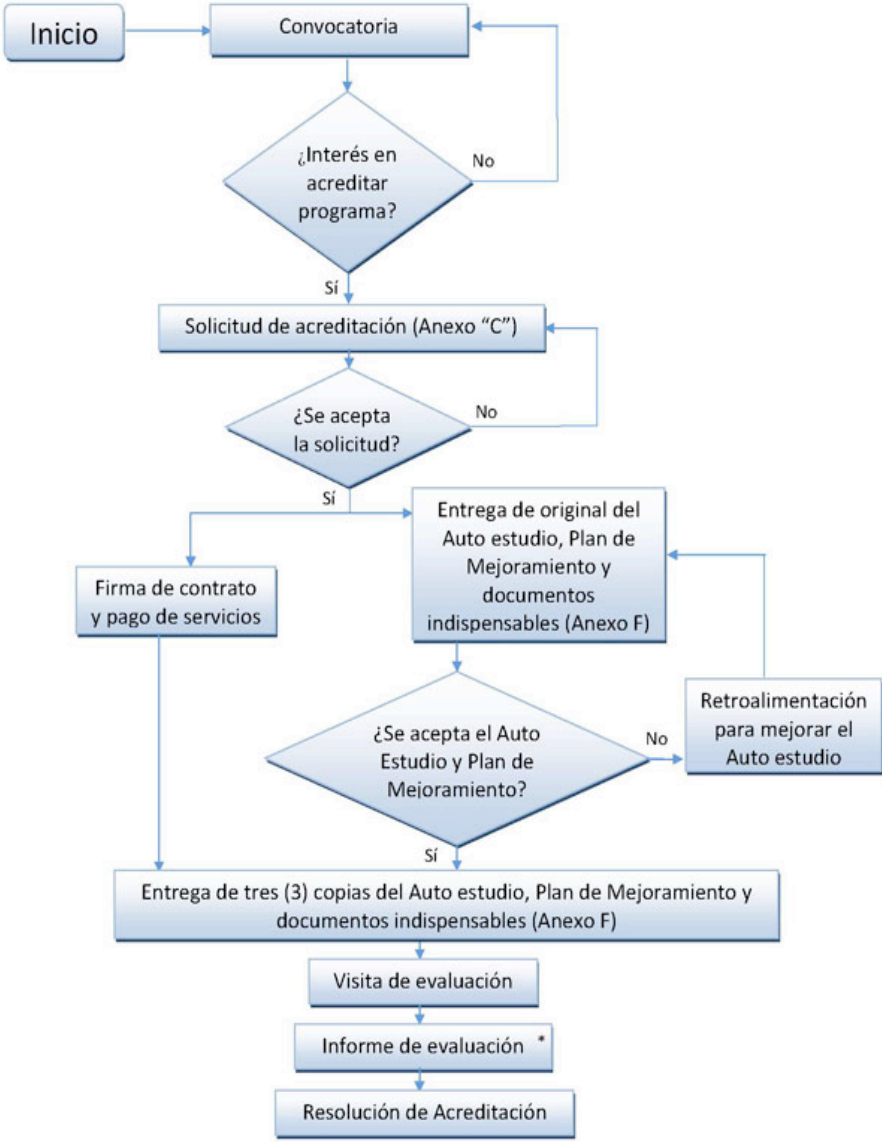 Inicio
Convocatoria
¿Interés en
acreditar
programa?
No
Sí
Solicitud de acreditación (Anexo “C”)
¿Se acepta
la solicitud?
No
Sí
Entrega de original del
Auto estudio, Plan de
Mejoramiento y
documentos
indispensables (Anexo F)
Firma de contrato
y pago de servicios
¿Se acepta el Auto
Estudio y Plan de
Mejoramiento?
No
Retroalimentación
para mejorar el
Auto estudio
Sí
Entrega de tres (3) copias del Auto estudio, Plan de Mejoramiento y
documentos indispensables (Anexo F)
Visita de evaluación
Informe de evaluación *
Resolución de Acreditación